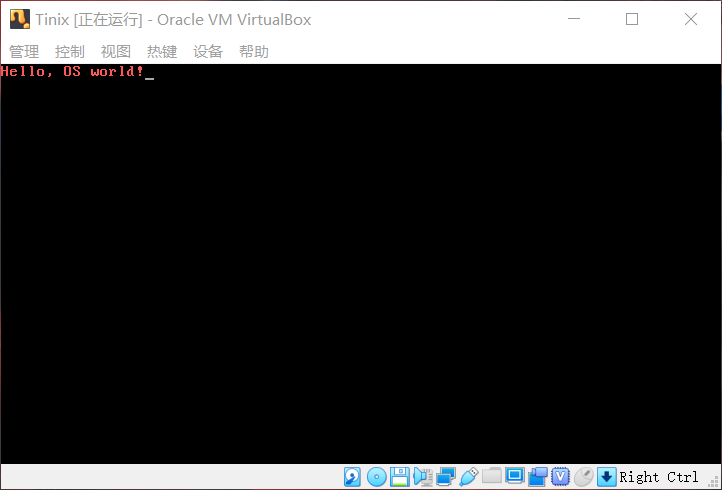 Tinix [正在运行] - Oracle VM VirtualBox
管理 控制 视图 热键 设备 帮助
Hello, OS world!_
Right Ctrl